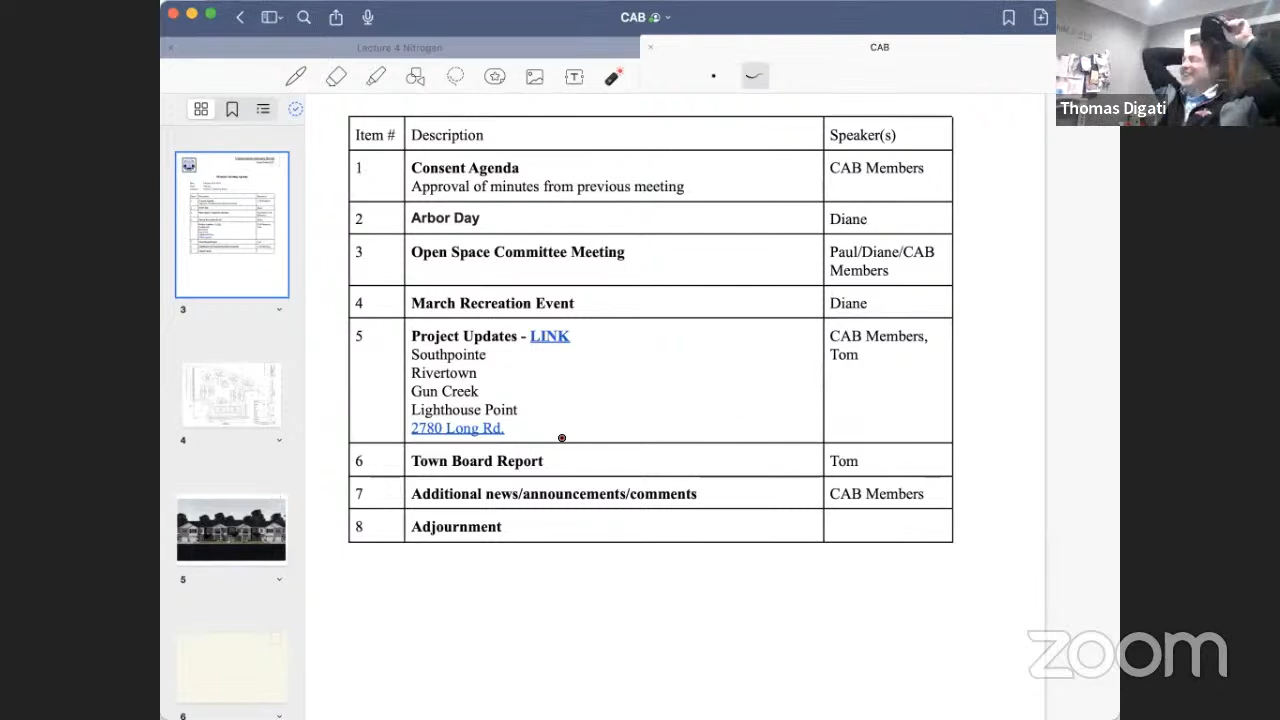 CAB
Lecture 4 Nitrogen
CAB
Thomas Digati
Item # Description Speaker(s)
1 Consent Agenda CAB Members
Approval of minutes from previous meeting
2 Arbor Day Diane
3 Open Space Committee Meeting Paul/Diane/CAB
Members
4 March Recreation Event Diane
5 Project Updates - LINK CAB Members,
Southpointe Tom
Rivertown
Gun Creek
Lighthouse Point
2780 Long Rd.
6 Town Board Report Tom
7 Additional news/announcements/comments CAB Members
8 Adjournment
3
4
5
6
zoom